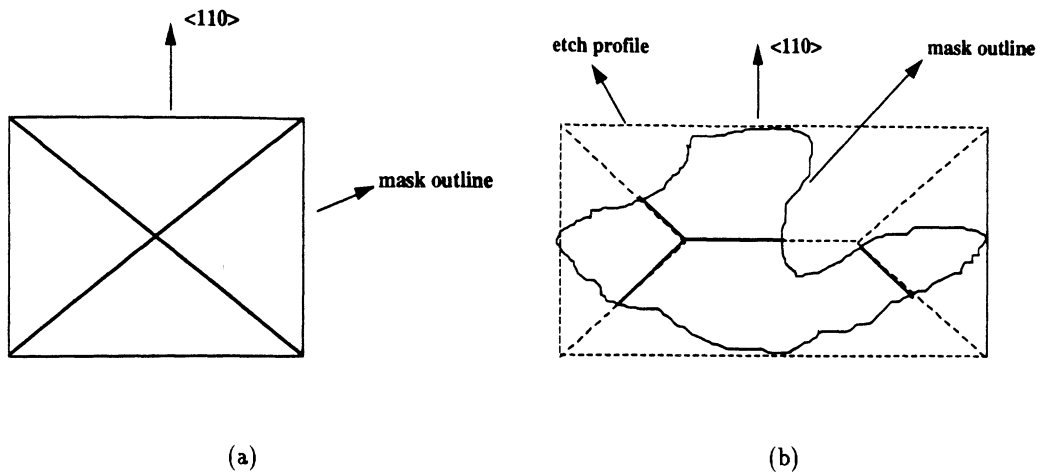 <110>
mask outline
(a)
etch profile
<110>
mask outline
(b)